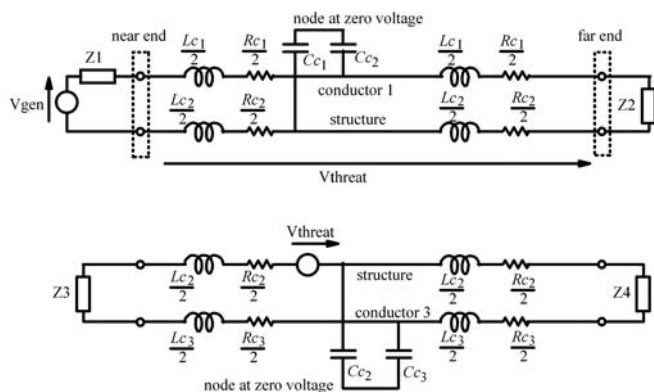 node at zero voltage
near end
Lc1/2
Rc1/2
Lc1/2
Rc1/2
far end
Z1
Cc1
Cc2
Vgen
conductor 1
Z2
Lc2/2
Rc2/2
structure
Lc2/2
Rc2/2
Vthreat
Vthreat
Z3
Lc2/2
Rc2/2
structure
Lc2/2
Rc2/2
Z4
conductor 3
Lc3/2
Rc3/2
Cc2
Cc3
Lc3/2
Rc3/2
node at zero voltage